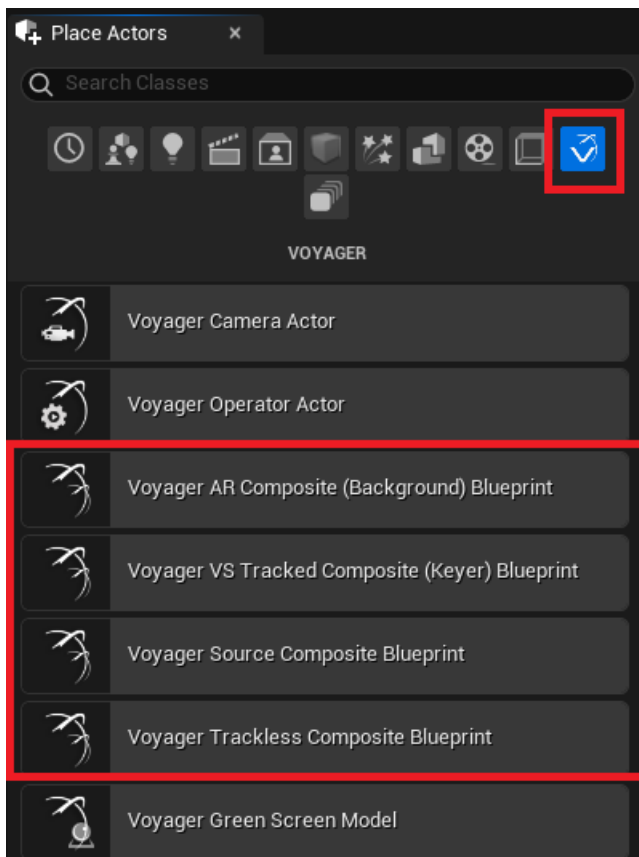 Place Actors
Search Classes
VOYAGER
Voyager Camera Actor
Voyager Operator Actor
Voyager AR Composite (Background) Blueprint
Voyager VS Tracked Composite (Keyer) Blueprint
Voyager Source Composite Blueprint
Voyager Trackless Composite Blueprint
Voyager Green Screen Model